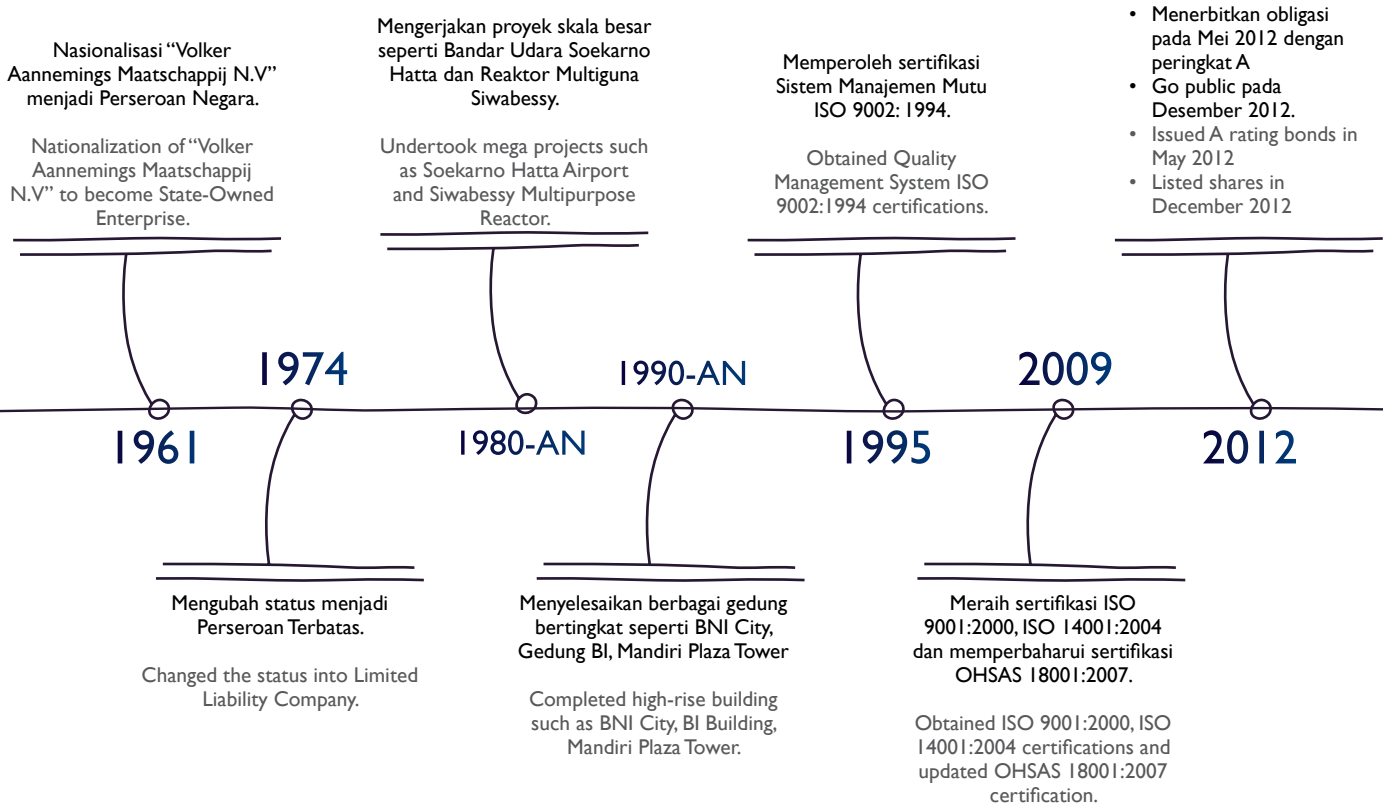 Nasionalisasi “Volker
Aannemings Maatschappij N.V”
menjadi Perseroan Negara.
Nationalization of “Volker
Aannemings Maatschappij
N.V” to become State-Owned
Enterprise.
1961
1974
Mengubah status menjadi
Perseroan Terbatas.
Changed the status into Limited
Liability Company.
Mengerjakan proyek skala besar
seperti Bandar Udara Soekarno
Hatta dan Reaktor Multiguna
Siwabessy.
Undertook mega projects such
as Soekarno Hatta Airport
and Siwabessy Multipurpose
Reactor.
1980-AN
1990-AN
Menyelesaikan berbagai gedung
bertingkat seperti BNI City,
Gedung BI, Mandiri Plaza Tower
Completed high-rise building
such as BNI City, BI Building,
Mandiri Plaza Tower.
Memperoleh sertifikasi
Sistem Manajemen Mutu
ISO 9002: 1994.
Obtained Quality
Management System ISO
9002:1994 certifications.
1995
2009
Meraih sertifikasi ISO
9001:2000, ISO 14001:2004
dan memperbaharui sertifikasi
OHSAS 18001:2007.
Obtained ISO 9001:2000, ISO
14001:2004 certifications and
updated OHSAS 18001:2007
certification.
• Menerbitkan obligasi
pada Mei 2012 dengan
peringkat A
• Go public pada
Desember 2012.
• Issued A rating bonds in
May 2012
• Listed shares in
December 2012
2012